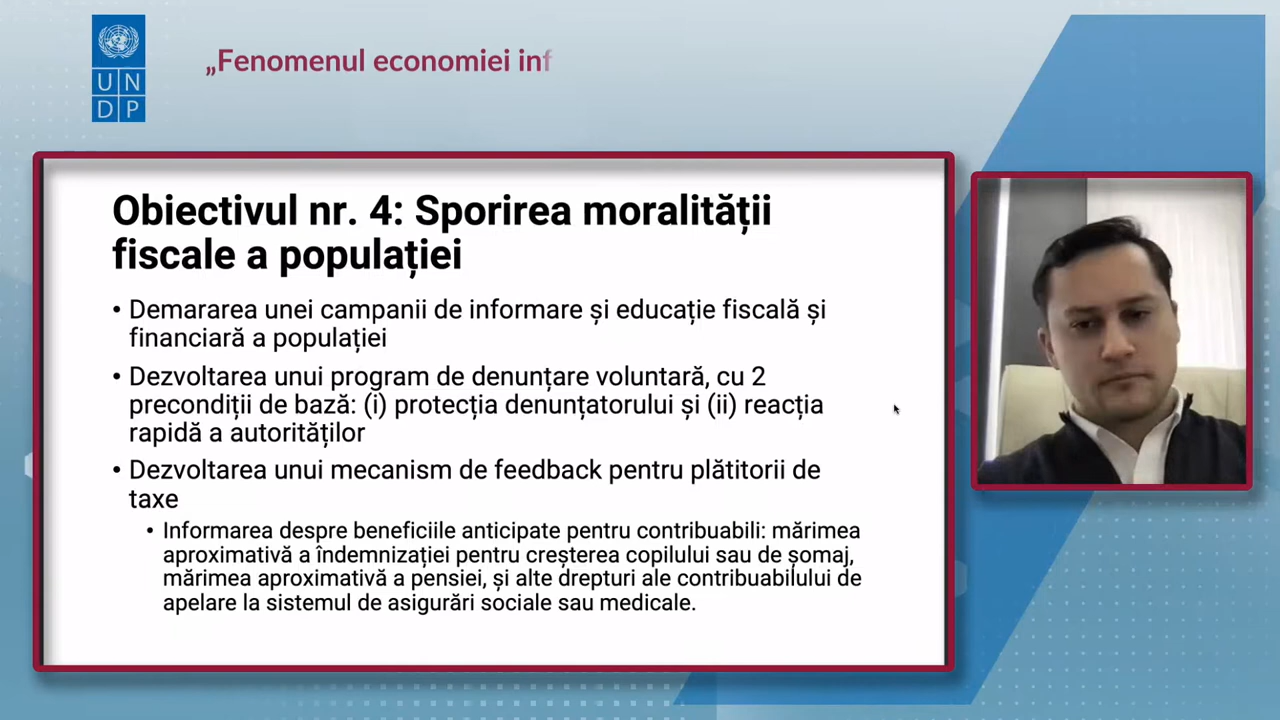 UN
DP
„Fenomenul economiei inf
Obiectivul nr. 4: Sporirea moralității
fiscale a populației
• Demararea unei campanii de informare și educație fiscală și
financiară a populației
• Dezvoltarea unui program de denunțare voluntară, cu 2
precondiții de bază: (i) protecția denunțatorului și (ii) reacția
rapidă a autorităților
• Dezvoltarea unui mecanism de feedback pentru plătitorii de
taxe
• Informarea despre beneficiile anticipate pentru contribuabili: mărimea
aproximativă a îndemnizației pentru creșterea copilului sau de șomaj,
mărimea aproximativă a pensiei, și alte drepturi ale contribuabilului de
apelare la sistemul de asigurări sociale sau medicale.